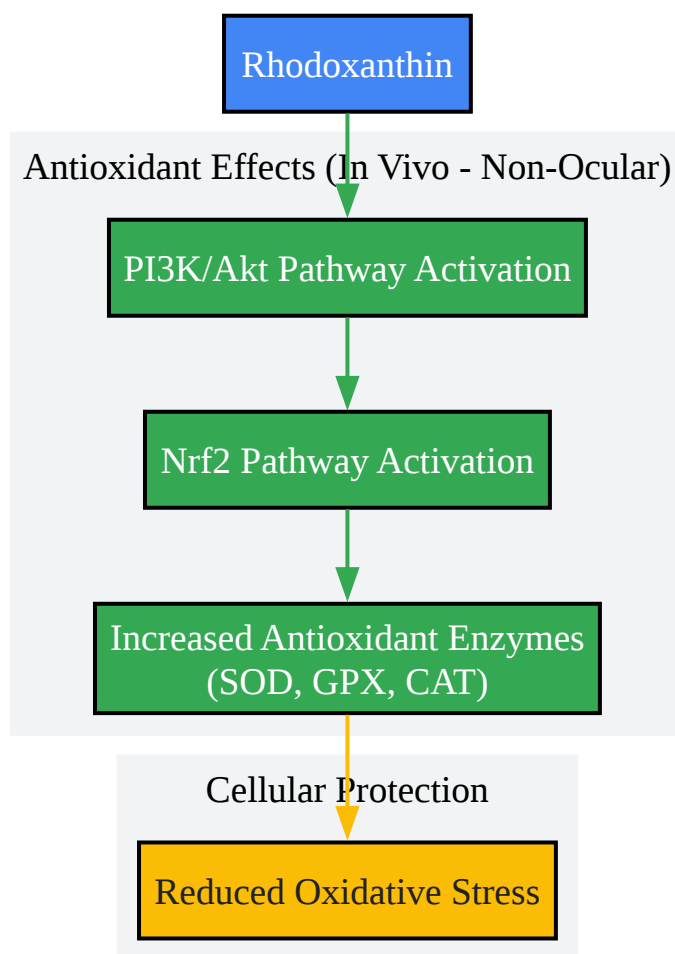 Rhodoxanthin
Antioxidant Effects (In Vivo - Non-Ocular)
PI3K/Akt Pathway Activation
Nrf2 Pathway Activation
Increased Antioxidant Enzymes
(SOD, GPX, CAT)
Cellular Protection
Reduced Oxidative Stress